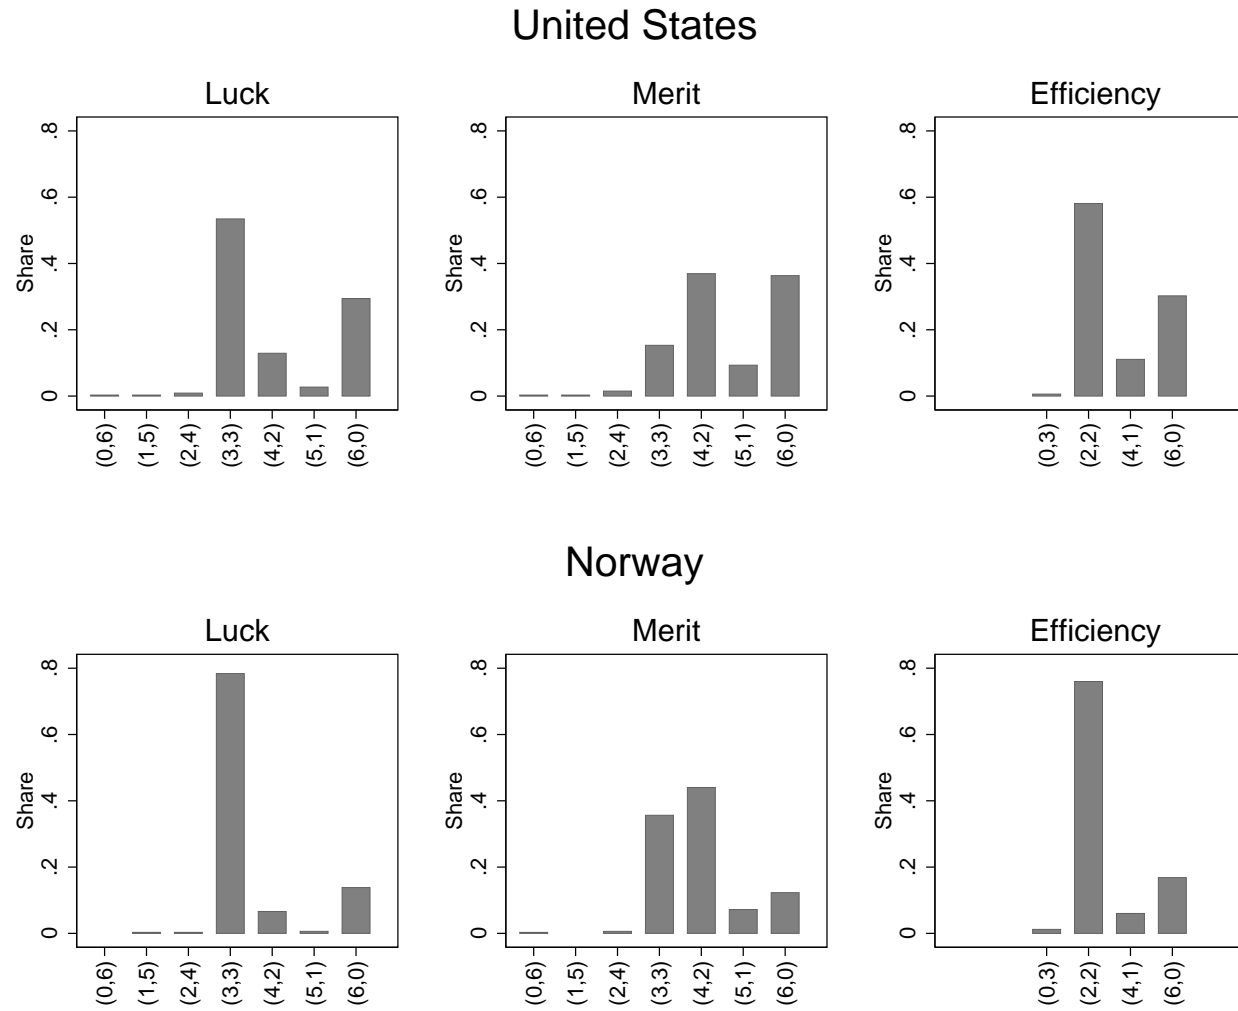 United States
Luck
Share
0 .2 .4 .6 .8
(0,6) (1,5) (2,4) (3,3) (4,2) (5,1) (6,0)
Merit
Share
0 .2 .4 .6 .8
(0,6) (1,5) (2,4) (3,3) (4,2) (5,1) (6,0)
Efficiency
Share
0 .2 .4 .6 .8
(0,3) (2,2) (4,1) (6,0)
Norway
Luck
Share
0 .2 .4 .6 .8
(0,6) (1,5) (2,4) (3,3) (4,2) (5,1) (6,0)
Merit
Share
0 .2 .4 .6 .8
(0,6) (1,5) (2,4) (3,3) (4,2) (5,1) (6,0)
Efficiency
Share
0 .2 .4 .6 .8
(0,3) (2,2) (4,1) (6,0)